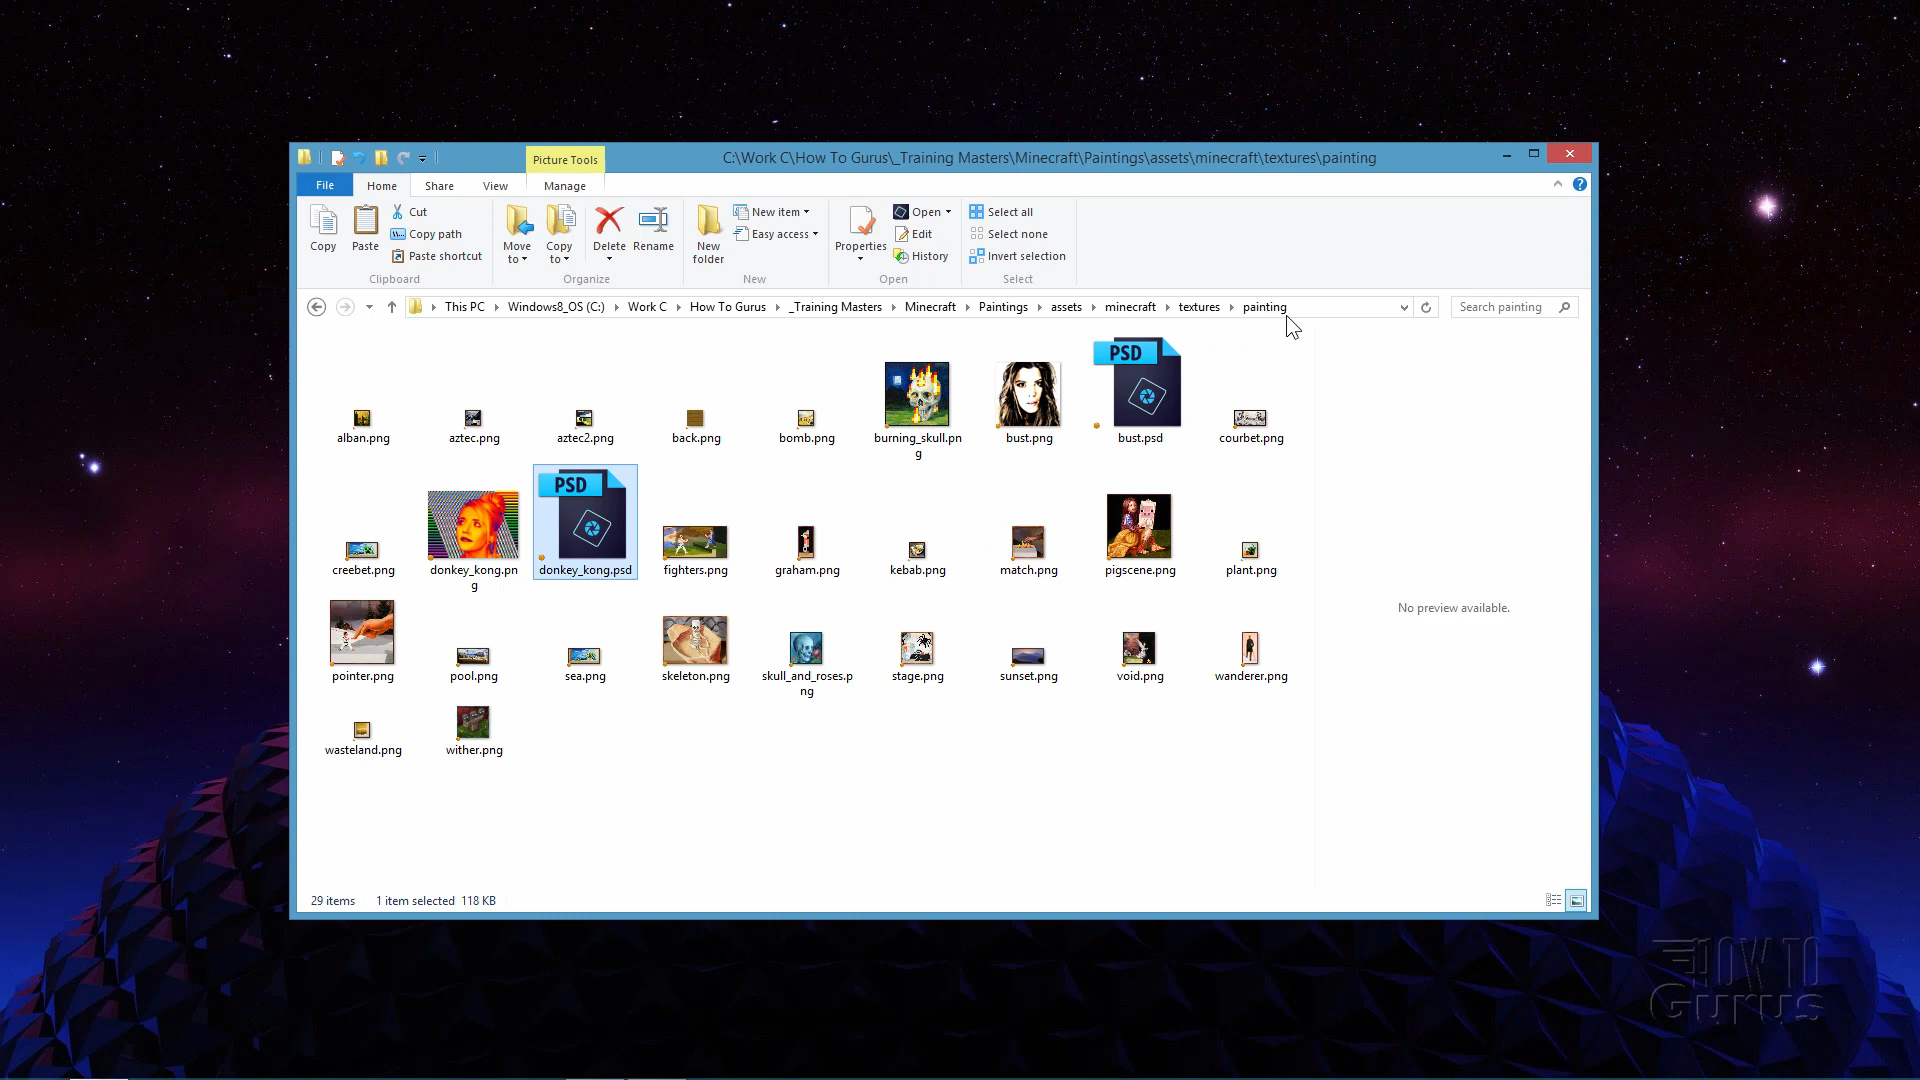 Picture Tools
C:\Work C\How To Gurus\_Training Masters\Minecraft\Paintings\assets\minecraft\textures\painting
File Home Share View Manage
Copy
Paste
Cut
Copy path
Paste shortcut
Clipboard
Move to
Copy to
Delete
Rename
Organize
New folder
New item
Easy access
New
Properties
Open
Edit
History
Open
Select all
Select none
Invert selection
Select
This PC Windows8_OS (C:) Work C How To Gurus _Training Masters Minecraft Paintings assets minecraft textures painting
Search painting
PSD
alban.png aztec.png aztec2.png back.png bomb.png burning_skull.pn bust.png bust.psd courbet.png
g
PSD
creebet.png donkey_kong.pn donkey_kong.psd fighters.png graham.png kebab.png match.png pigscene.png plant.png
g
No preview available.
pointer.png pool.png sea.png skeleton.png skull_and_roses.p stage.png sunset.png void.png wanderer.png
ng
wasteland.png wither.png
29 items 1 item selected 118 KB
HOW TO
GURUS